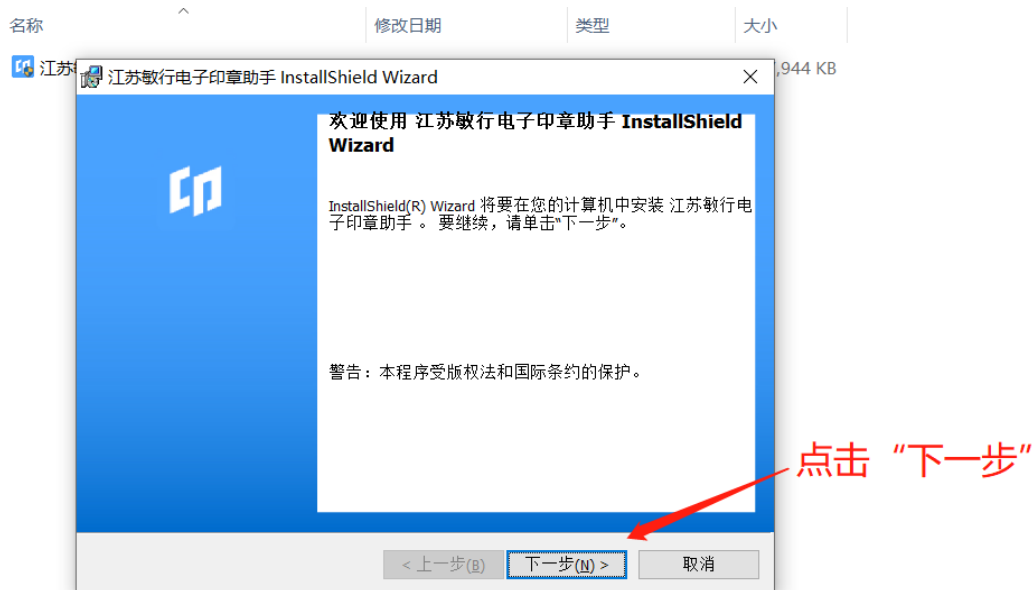 名称 修改日期 类型 大小
江苏 ,944 KB
江苏敏行电子印章助手 InstallShield Wizard
欢迎使用 江苏敏行电子印章助手 InstallShield
Wizard
InstallShield(R) Wizard 将要在您的计算机中安装 江苏敏行电
子印章助手 。 要继续，请单击“下一步”。
警告：本程序受版权法和国际条约的保护。
点击“下一步”
< 上一步(B) 下一步(N) > 取消